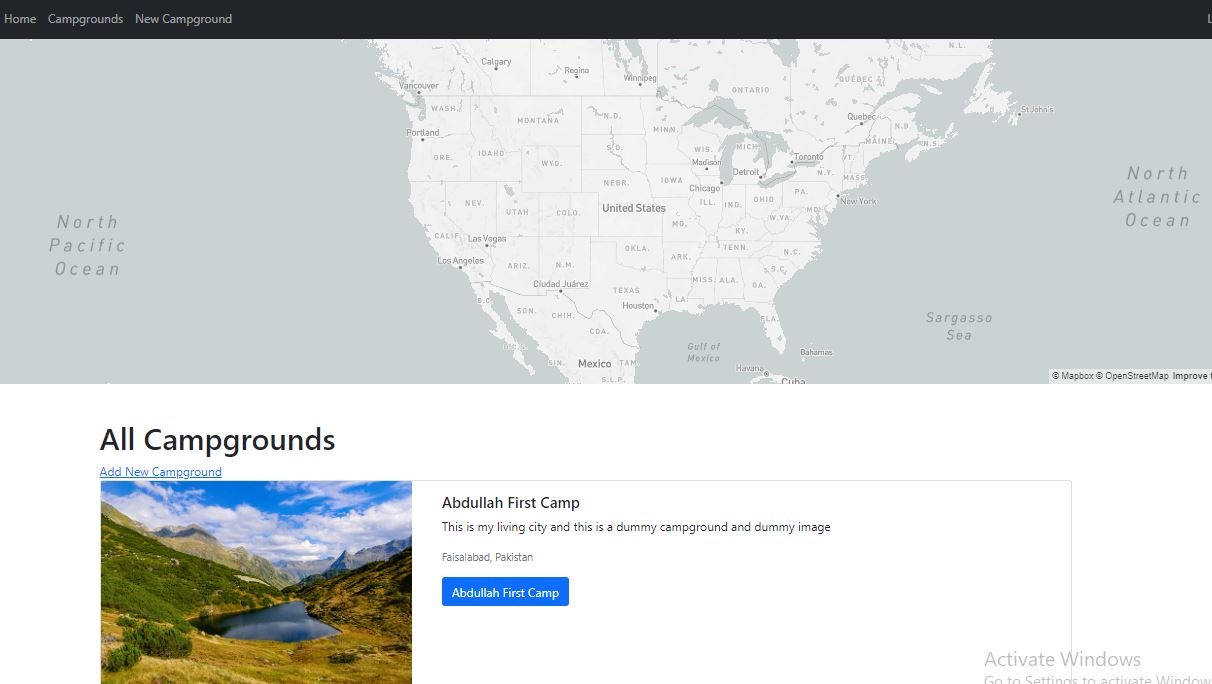 Home Campgrounds New Campground
N.L.
Calgary
Regina
Winnipeg
Vancouver
ONTARIO
QUÉBEC
WASH.
MONTANA
N.D.
MINN.
Quebec
N.B.
St John's
Portland
MAINE
N.S.
ORE.
IDAHO
WYO.
S.D.
WIS.
MICH.
Toronto
VT.
Madison
Detroit
N.Y.
MASS.
North
Atlantic
Ocean
NEBR.
IOWA
Chicago
PA.
NEV.
UTAH
COLO.
United States
ILL.
IND.
OHIO
MD.
New York
North
Pacific
Ocean
MO.
W.VA.
CALIF.
Las Vegas
KY.
Los Angeles
ARIZ.
N.M.
OKLA.
ARK.
TENN.
N.C.
S.C.
Ciudad Juárez
TEXAS
MISS.
ALA.
GA.
B.C.
SON.
CHIH.
Houston
LA.
FLA.
Sargasso
Sea
COA.
B.C.S.
SIN.
Mexico
TAM.
Gulf of
Mexico
Bahamas
Havana
Cuba
S.L.P.
© Mapbox © OpenStreetMap Improve
All Campgrounds
Add New Campground
Abdullah First Camp
This is my living city and this is a dummy campground and dummy image
Faisalabad, Pakistan
Abdullah First Camp
Activate Windows
Go to Settings to activate Window